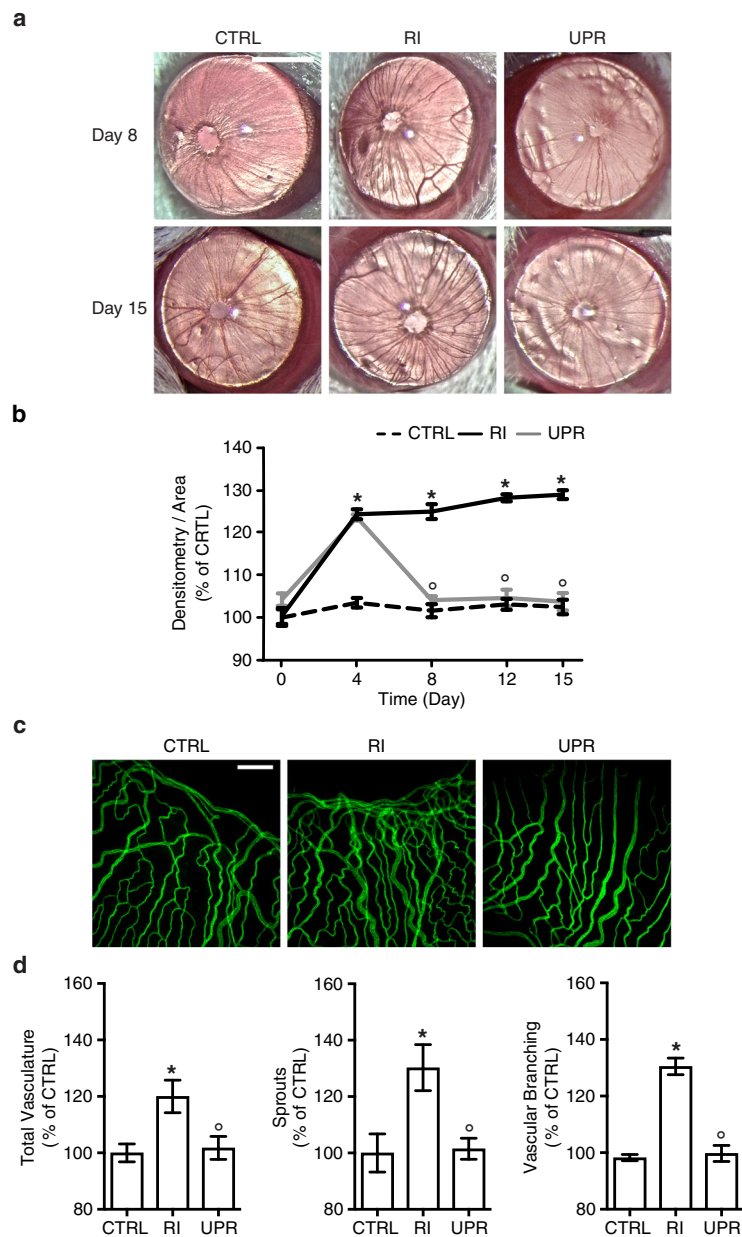 a
CTRL RI UPR
Day 8
Day 15
b
CTRL RI UPR
Densitometry / Area
(% of CRTL)
140
130
120
110
100
90
* * * *
° ° °
0 4 8 12 15
Time (Day)
c
CTRL RI UPR
d
Total Vasculature
(% of CTRL)
160
140
120
100
80
*
°
CTRL RI UPR
Sprouts
(% of CTRL)
160
140
120
100
80
*
°
CTRL RI UPR
Vascular Branching
(% of CTRL)
160
140
120
100
80
*
°
CTRL RI UPR